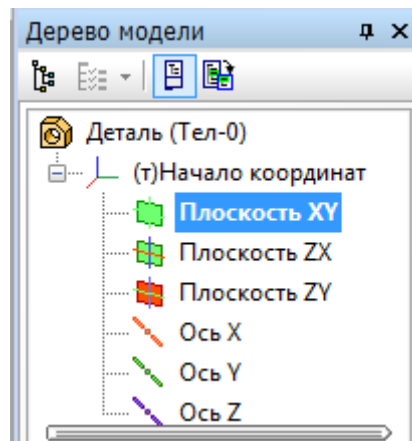 Дерево модели
Деталь (Тел-0)
(т)Начало координат
Плоскость XY
Плоскость ZX
Плоскость ZY
Ось X
Ось Y
Ось Z